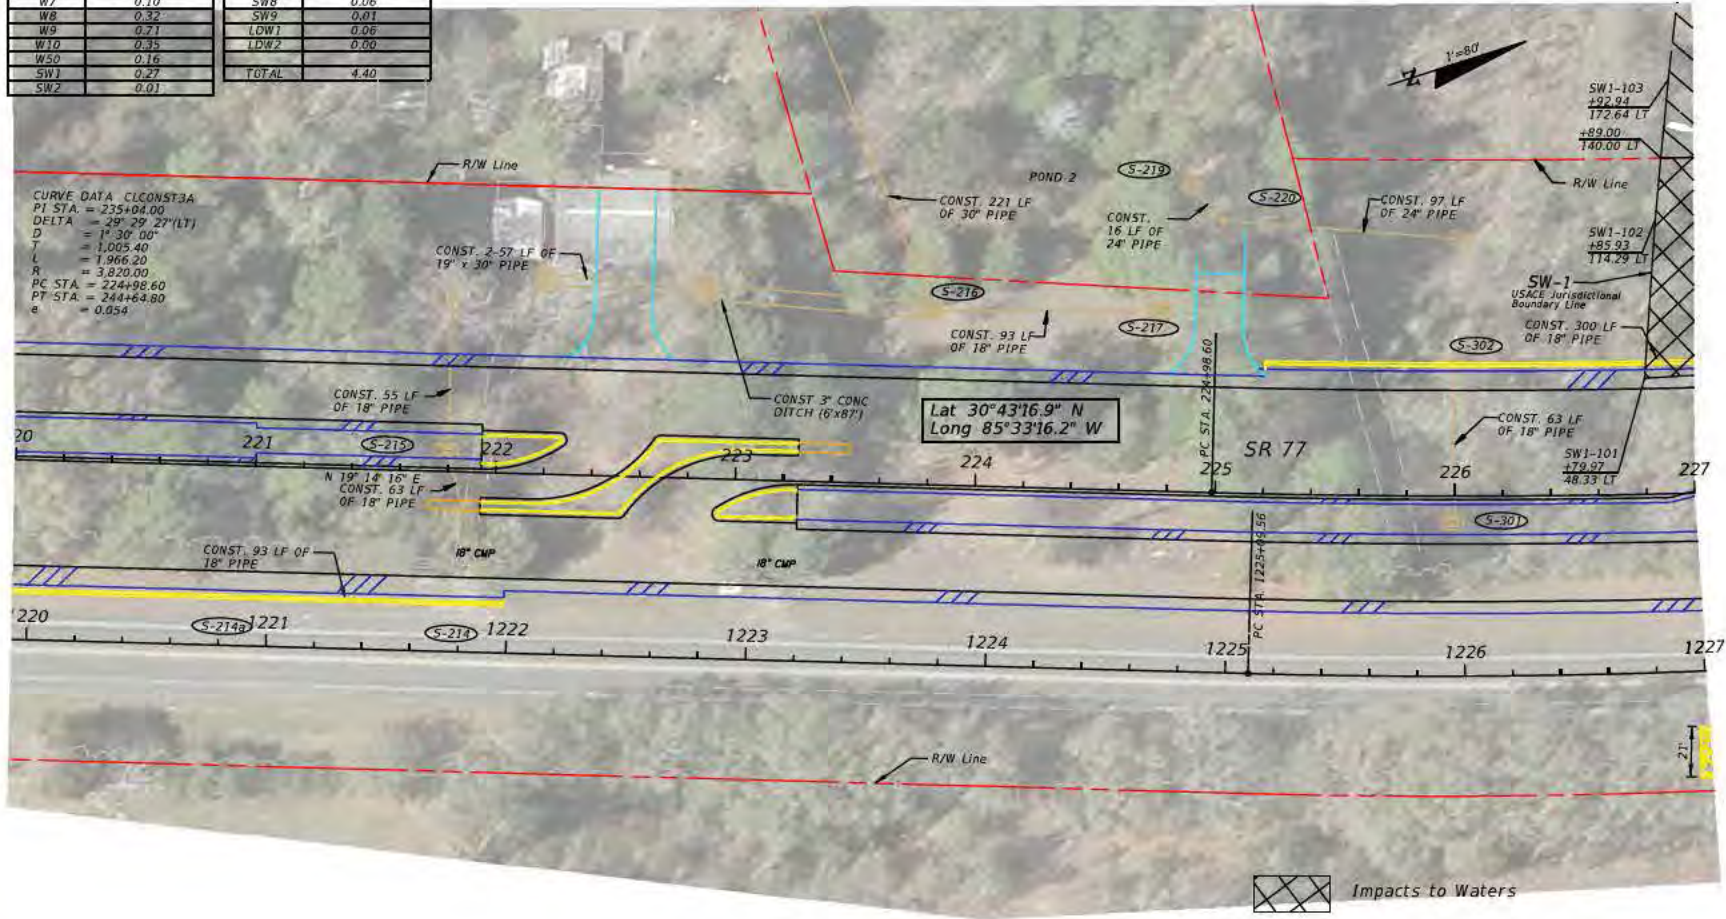 W7 0.10
W8 0.32
W9 0.71
W10 0.35
W50 0.16
SW1 0.27
SW2 0.01
SW8 0.06
SW9 0.01
LDW1 0.06
LDW2 0.00
TOTAL 4.40
1"=80'
Z
SW1-103
+92.94
172.64 LT
+89.00
140.00 LT
R/W Line
R/W Line
CURVE DATA CLCONST3A
PI STA. = 235+04.00
DELTA = 29° 29' 27"(LT)
D = 1° 30' 00"
T = 1,005.40
L = 1,966.20
R = 3,820.00
PC STA. = 224+98.60
PT STA. = 244+64.80
e = 0.054
POND 2
S-219
S-220
CONST. 221 LF
OF 30" PIPE
CONST.
16 LF OF
24" PIPE
CONST. 97 LF
OF 24" PIPE
SW1-102
+85.93
114.29 LT
CONST. 2-57 LF OF
19" x 30" PIPE
S-216
SW-1
USACE Jurisdictional
Boundary Line
CONST. 93 LF
OF 18" PIPE
S-217
S-302
CONST. 300 LF
OF 18" PIPE
CONST. 55 LF
OF 18" PIPE
CONST 3" CONC
DITCH (6'x87')
Lat 30°43'16.9" N
Long 85°33'16.2" W
PC STA. 224+98.60
CONST. 63 LF
OF 18" PIPE
SR 77
SW1-101
+79.97
48.33 LT
20 221 222 223 224 225 226 227
S-215
N 19° 14' 16" E
CONST. 63 LF
OF 18" PIPE
S-301
CONST. 93 LF OF
18" PIPE
18" CMP
18" CMP
PC STA. 1225+09.56
220 1221 1222 1223 1224 1225 1226 1227
S-214a
S-214
R/W Line
21'
Impacts to Waters